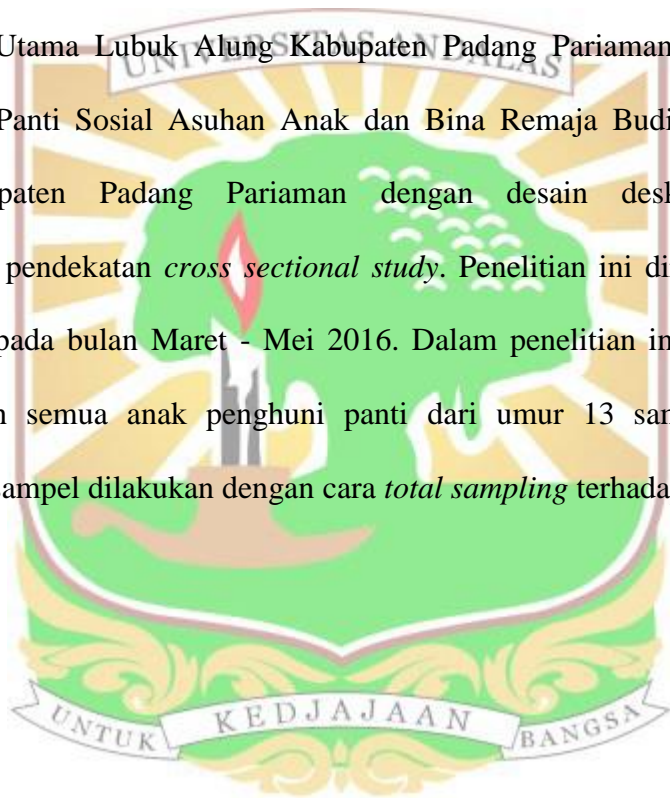 Utama Lubuk Alung Kabupaten Padang Pariaman
UNIVERSITAS ANDALAS
Panti Sosial Asuhan Anak dan Bina Remaja Budi
paten Padang Pariaman dengan desain desk
pendekatan cross sectional study. Penelitian ini di
pada bulan Maret - Mei 2016. Dalam penelitian in
semua anak penghuni panti dari umur 13 sar
sampel dilakukan dengan cara total sampling terhada
UNTUK KEDJAJAAN BANGSA